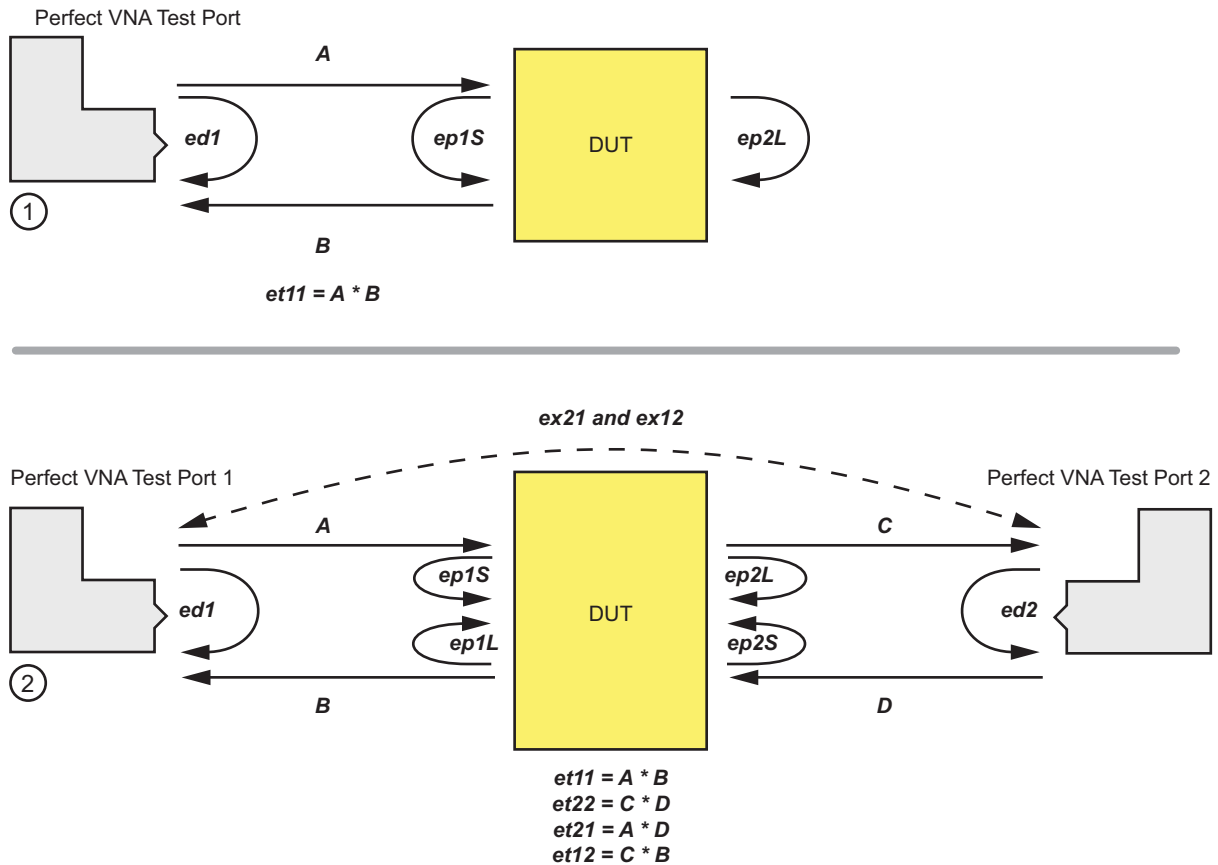 Perfect VNA Test Port
A
ed1
ep1S
DUT
ep2L
1
B
et11 = A * B
ex21 and ex12
Perfect VNA Test Port 1
Perfect VNA Test Port 2
A
C
ep1S
ep2L
ed1
DUT
ed2
ep1L
ep2S
2
B
D
et11 = A * B
et22 = C * D
et21 = A * D
et12 = C * B